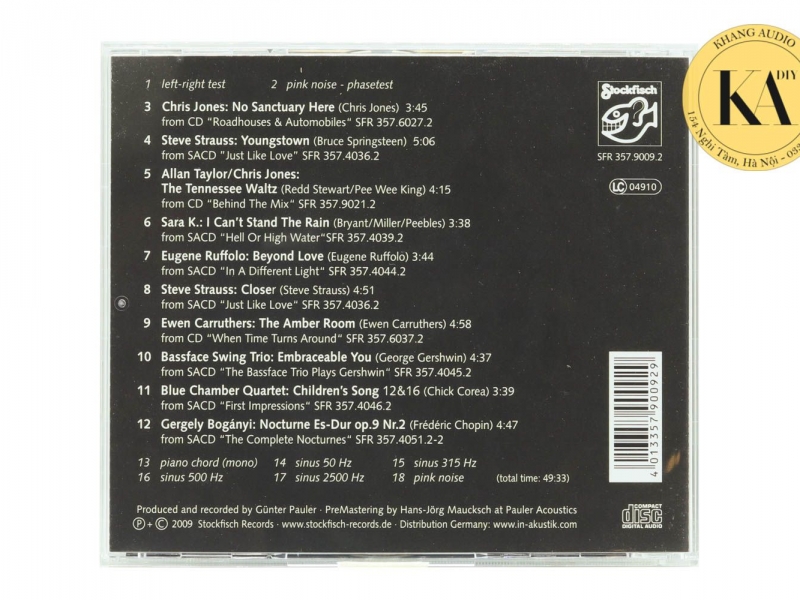 1 left-right test 2 pink noise - phasetest
3 Chris Jones: No Sanctuary Here (Chris Jones) 3:45
from CD "Roadhouses & Automobiles" SFR 357.6027.2
4 Steve Strauss: Youngstown (Bruce Springsteen) 5:06
from SACD "Just Like Love" SFR 357.4036.2
5 Allan Taylor/Chris Jones:
The Tennessee Waltz (Redd Stewart/Pee Wee King) 4:15
from CD "Behind The Mix" SFR 357.9021.2
6 Sara K.: I Can't Stand The Rain (Bryant/Miller/Peebles) 3:38
from SACD "Hell Or High Water" SFR 357.4039.2
7 Eugene Ruffolo: Beyond Love (Eugene Ruffolo) 3:44
from SACD "In A Different Light" SFR 357.4044.2
8 Steve Strauss: Closer (Steve Strauss) 4:51
from SACD "Just Like Love" SFR 357.4036.2
9 Ewen Carruthers: The Amber Room (Ewen Carruthers) 4:58
from CD "When Time Turns Around" SFR 357.6037.2
10 Bassface Swing Trio: Embraceable You (George Gershwin) 4:37
from SACD "The Bassface Trio Plays Gershwin" SFR 357.4045.2
11 Blue Chamber Quartet: Children's Song 12&16 (Chick Corea) 3:39
from SACD "First Impressions" SFR 357.4046.2
12 Gergely Bogányi: Nocturne Es-Dur op.9 Nr.2 (Frédéric Chopin) 4:47
from SACD "The Complete Nocturnes" SFR 357.4051.2-2
13 piano chord (mono) 14 sinus 50 Hz 15 sinus 315 Hz
16 sinus 500 Hz 17 sinus 2500 Hz 18 pink noise (total time: 49:33)
Produced and recorded by Günter Pauler · PreMastering by Hans-Jörg Maucksch at Pauler Acoustics
Ⓟ + © 2009 Stockfisch Records · www.stockfisch-records.de · Distribution Germany: www.in-akustik.com
Stockfisch
SFR 357.9009.2
LC 04910
4 013357 900929
COMPACT
disc
DIGITAL AUDIO
KHANG AUDIO
KA DIY
154 Nghi Tàm, Hà Nội - 03